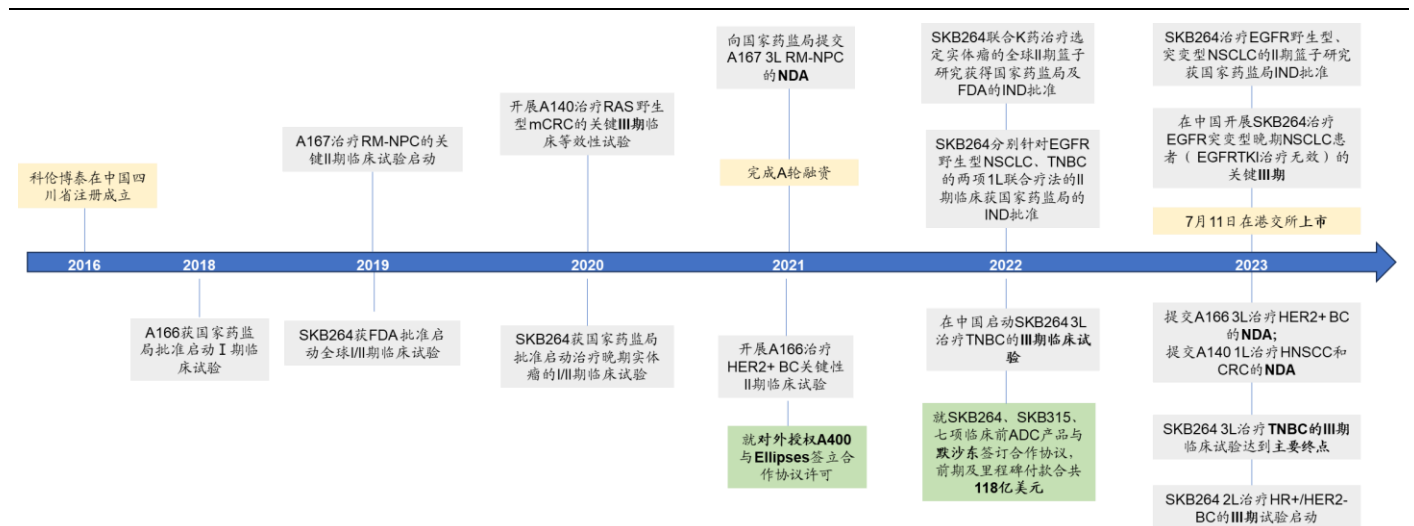 科伦博泰在中国四
川省注册成立
A167治疗RM-NPC的关
键II期临床试验启动
开展A140治疗RAS野生
型mCRC的关键III期临
床等效性试验
向国家药监局提交
A167 3L RM-NPC
的NDA
完成A轮融资
SKB264联合K药治疗选
定实体瘤的全球II期篮子
研究获得国家药监局及
FDA的IND批准
SKB264分别针对EGFR
野生型NSCLC、TNBC
的两项1L联合疗法的II
期临床获国家药监局的
IND批准
SKB264治疗EGFR野生型、
突变型NSCLC的II期篮子研究
获国家药监局IND批准
在中国开展SKB264治疗
EGFR突变型晚期NSCLC患
者（EGFRTKI治疗无效）的
关键III期
7月11日在港交所上市
2016
2018
2019
2020
2021
2022
2023
A166获国家药监
局批准启动Ⅰ期临
床试验
SKB264获FDA批准启
动全球I/II期临床试验
SKB264获国家药监局
批准启动治疗晚期实体
瘤的I/II期临床试验
开展A166治疗
HER2+ BC关键性
II期临床试验
就对外授权A400
与Ellipses签立合
作协议许可
在中国启动SKB264 3L
治疗TNBC的III期临床试
验
就SKB264、SKB315、
七项临床前ADC产品与
默沙东签订合作协议，
前期及里程碑付款合共
118亿美元
提交A166 3L治疗HER2+ BC
的NDA;
提交A140 1L治疗HNSCC和
CRC的NDA
SKB264 3L治疗TNBC的III期
临床试验达到主要终点
SKB264 2L治疗HR+/HER2-
BC的III期试验启动